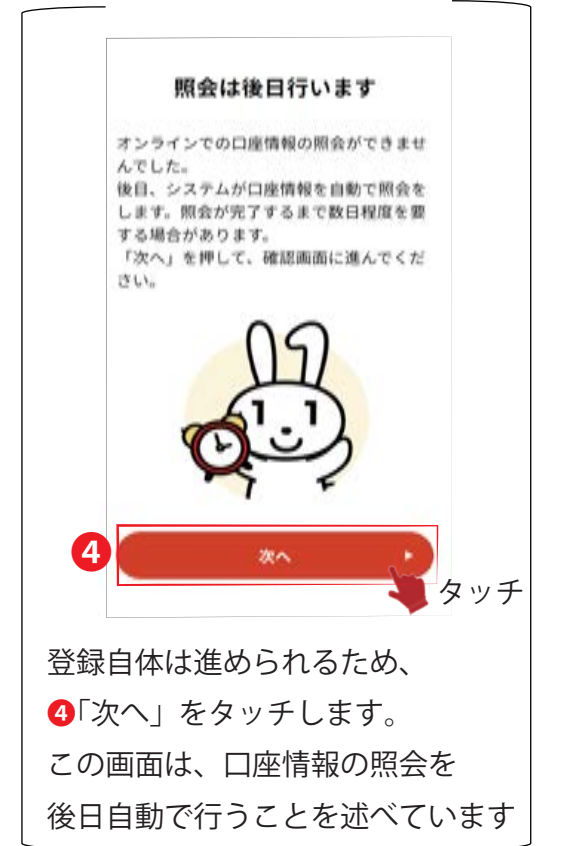 照会は後日行います
オンラインでの口座情報の照会ができませ
んでした。
後日、システムが口座情報を自動で照会を
します。照会が完了するまで数日程度を要
する場合があります。
「次へ」を押して、確認画面に進んでくだ
さい。
❹
次へ
タッチ
登録自体は進められるため、
❹「次へ」をタッチします。
この画面は、口座情報の照会を
後日自動で行うことを述べています